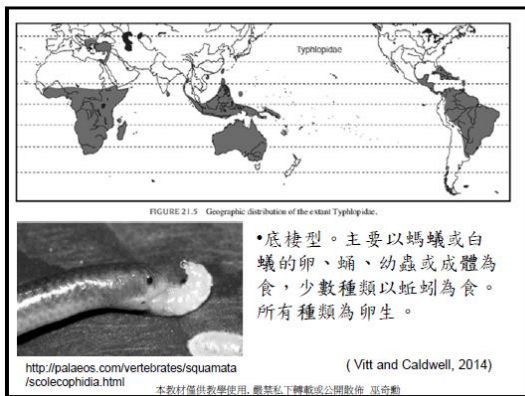 Typhlopidae
FIGURE 21.5 Geographic distribution of the extant Typhlopidae.
•底棲型。主要以螞蟻或白
蟻的卵、蛹、幼蟲或成體為
食，少數種類以蚯蚓為食。
所有種類為卵生。
http://palaeos.com/vertebrates/squamata
/scolecophidia.html
( Vitt and Caldwell, 2014)
本教材僅供教學使用, 嚴禁私下轉載或公開散佈 巫奇勳